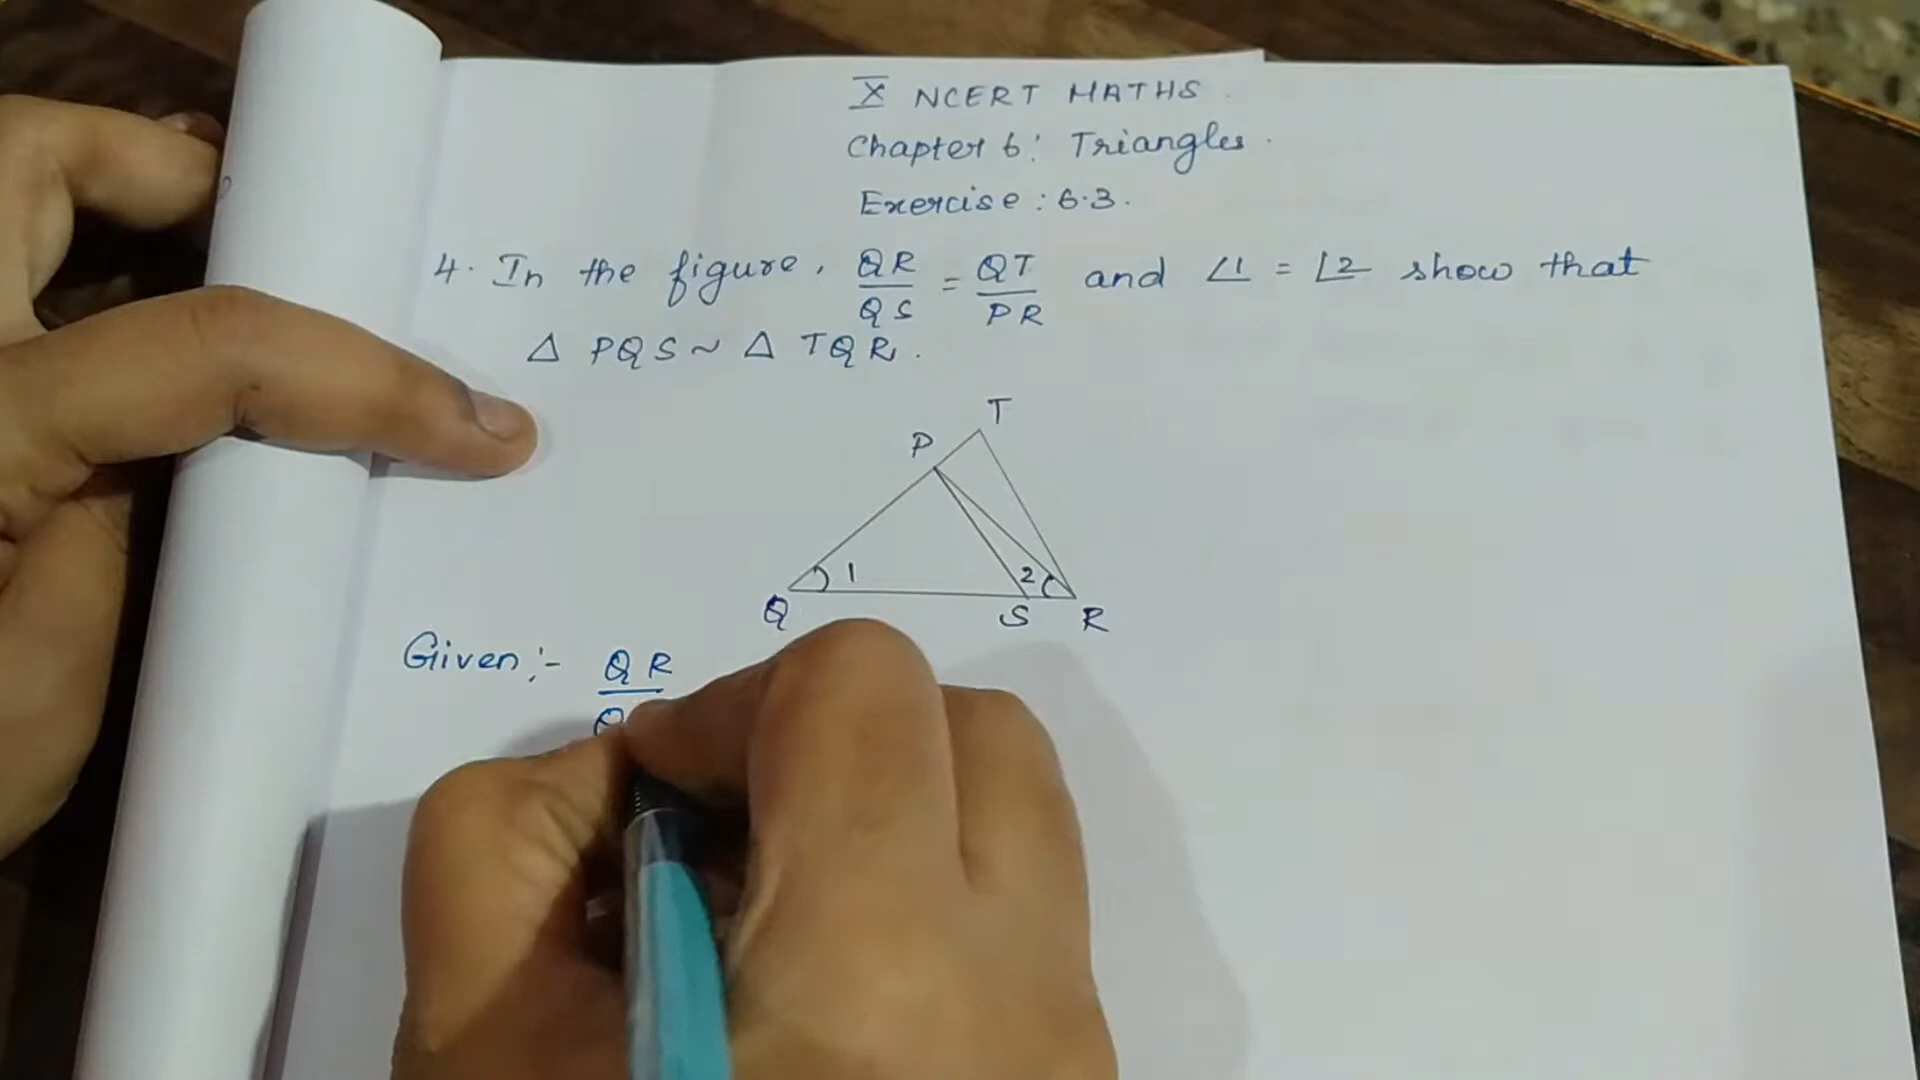 X NCERT MATHS.
Chapter 6: Triangles.
Exercise: 6.3.
4. In the figure, QR/QS = QT/PR and ∠1 = ∠2 show that
Δ PQS ~ Δ TQR.
T
P
1 2
Q S R
Given:- QR
Q